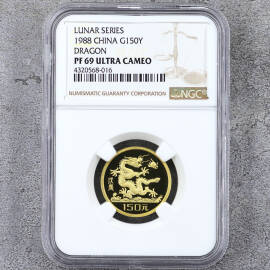 LUNAR SERIES
1988 CHINA G150Y
DRAGON
PF 69 ULTRA CAMEO
4320568-016
NUMISMATIC GUARANTY CORPORATION
NGC
150元